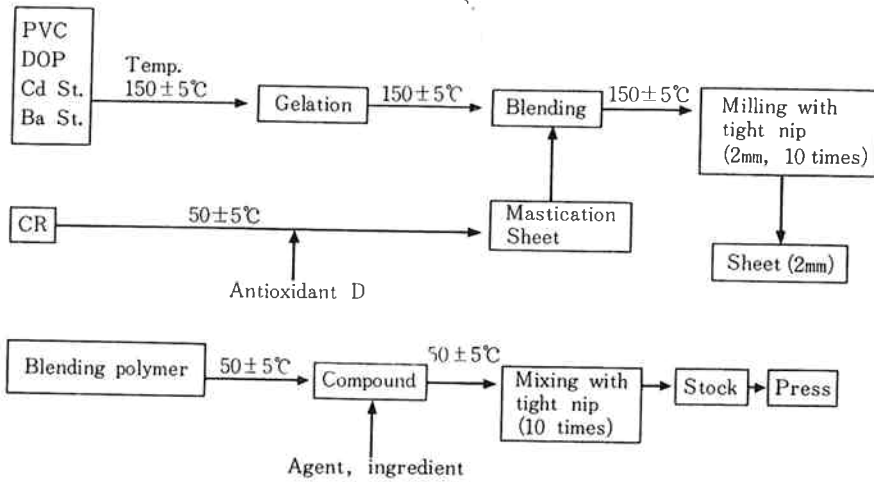 PVC
DOP
Cd St.
Ba St.
Temp.
150±5℃
Gelation
150±5℃
Blending
150±5℃
Milling with
tight nip
(2mm, 10 times)
CR
50±5℃
Mastication
Sheet
Antioxidant D
Sheet (2mm)
Blending polymer
50±5℃
Compound
50±5℃
Mixing with
tight nip
(10 times)
Stock
Press
Agent, ingredient